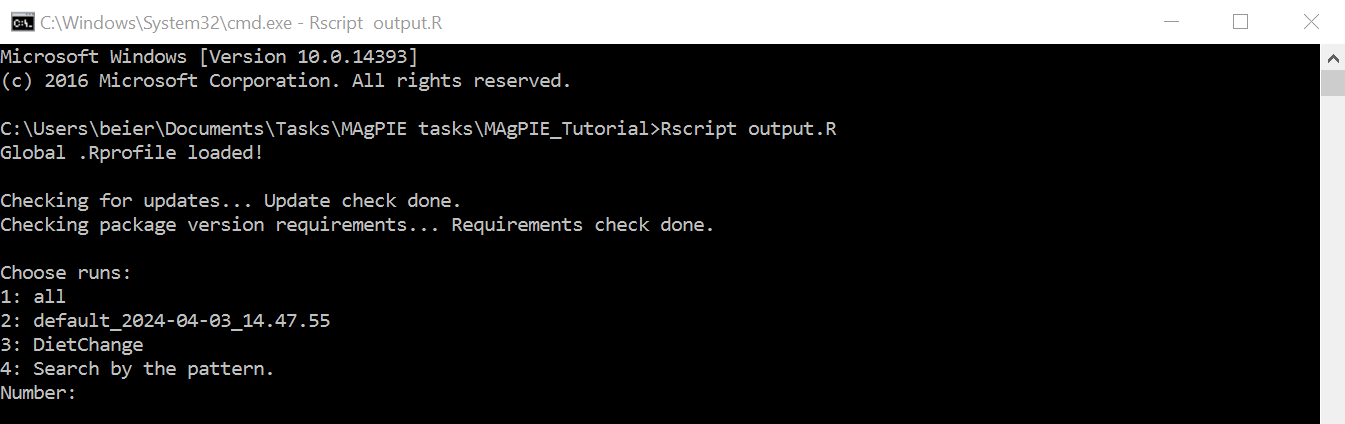 C:\Windows\System32\cmd.exe - Rscript  output.R
Microsoft Windows [Version 10.0.14393]
(c) 2016 Microsoft Corporation. All rights reserved.
C:\Users\beier\Documents\Tasks\MAgPIE tasks\MAgPIE_Tutorial>Rscript output.R
Global .Rprofile loaded!
Checking for updates... Update check done.
Checking package version requirements... Requirements check done.
Choose runs:
1: all
2: default_2024-04-03_14.47.55
3: DietChange
4: Search by the pattern.
Number: